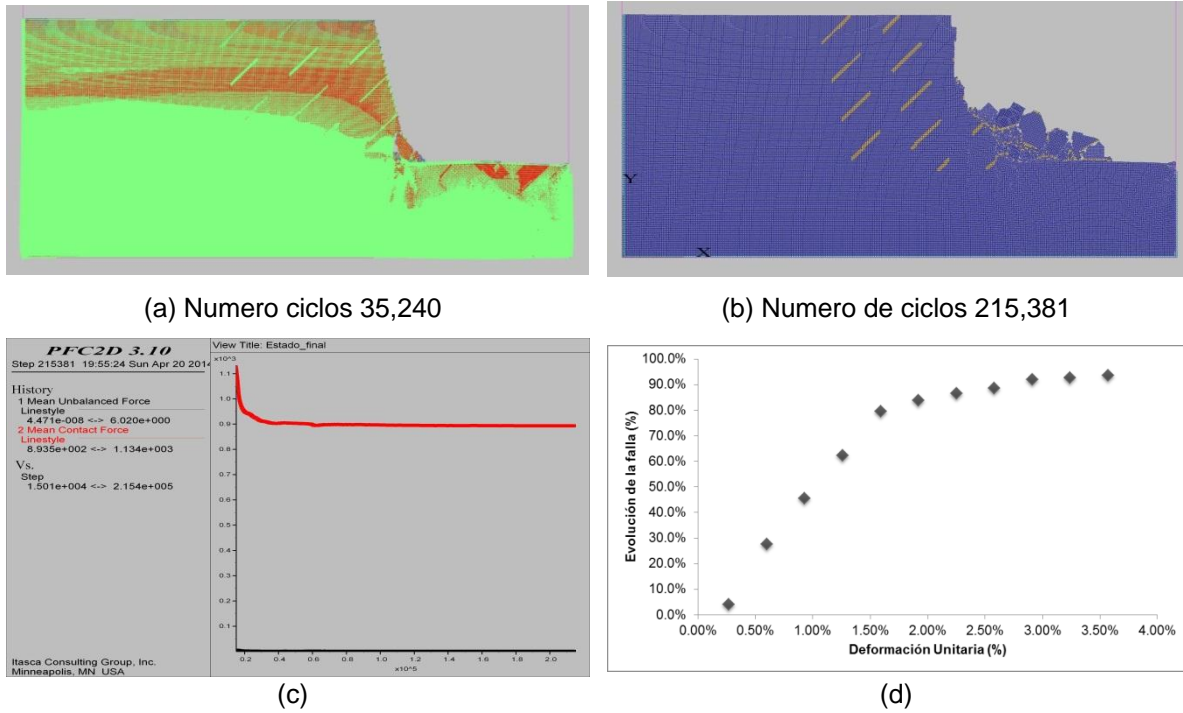 Y
X
(a) Numero ciclos 35,240
(b) Numero de ciclos 215,381
PFC2D 3.10
Step 215381 19:55:24 Sun Apr 20 2014
History
1 Mean Unbalanced Force
Linestyle
4.471e-008 <-> 6.020e+000
2 Mean Contact Force
Linestyle
8.935e+002 <-> 1.134e+003
Vs.
Step
1.501e+004 <-> 2.154e+005
Itasca Consulting Group, Inc.
Minneapolis, MN USA
View Title: Estado_final
x10^3
1.1
1.0
0.9
0.8
0.7
0.6
0.5
0.4
0.3
0.2
0.1
0.4
0.6
0.8
1.0
1.2
1.4
1.6
1.8
2.0
x10^5
(c)
Evolución de la falla (%)
100.0%
90.0%
80.0%
70.0%
60.0%
50.0%
40.0%
30.0%
20.0%
10.0%
0.0%
0.00% 0.50% 1.00% 1.50% 2.00% 2.50% 3.00% 3.50% 4.00%
Deformación Unitaria (%)
(d)